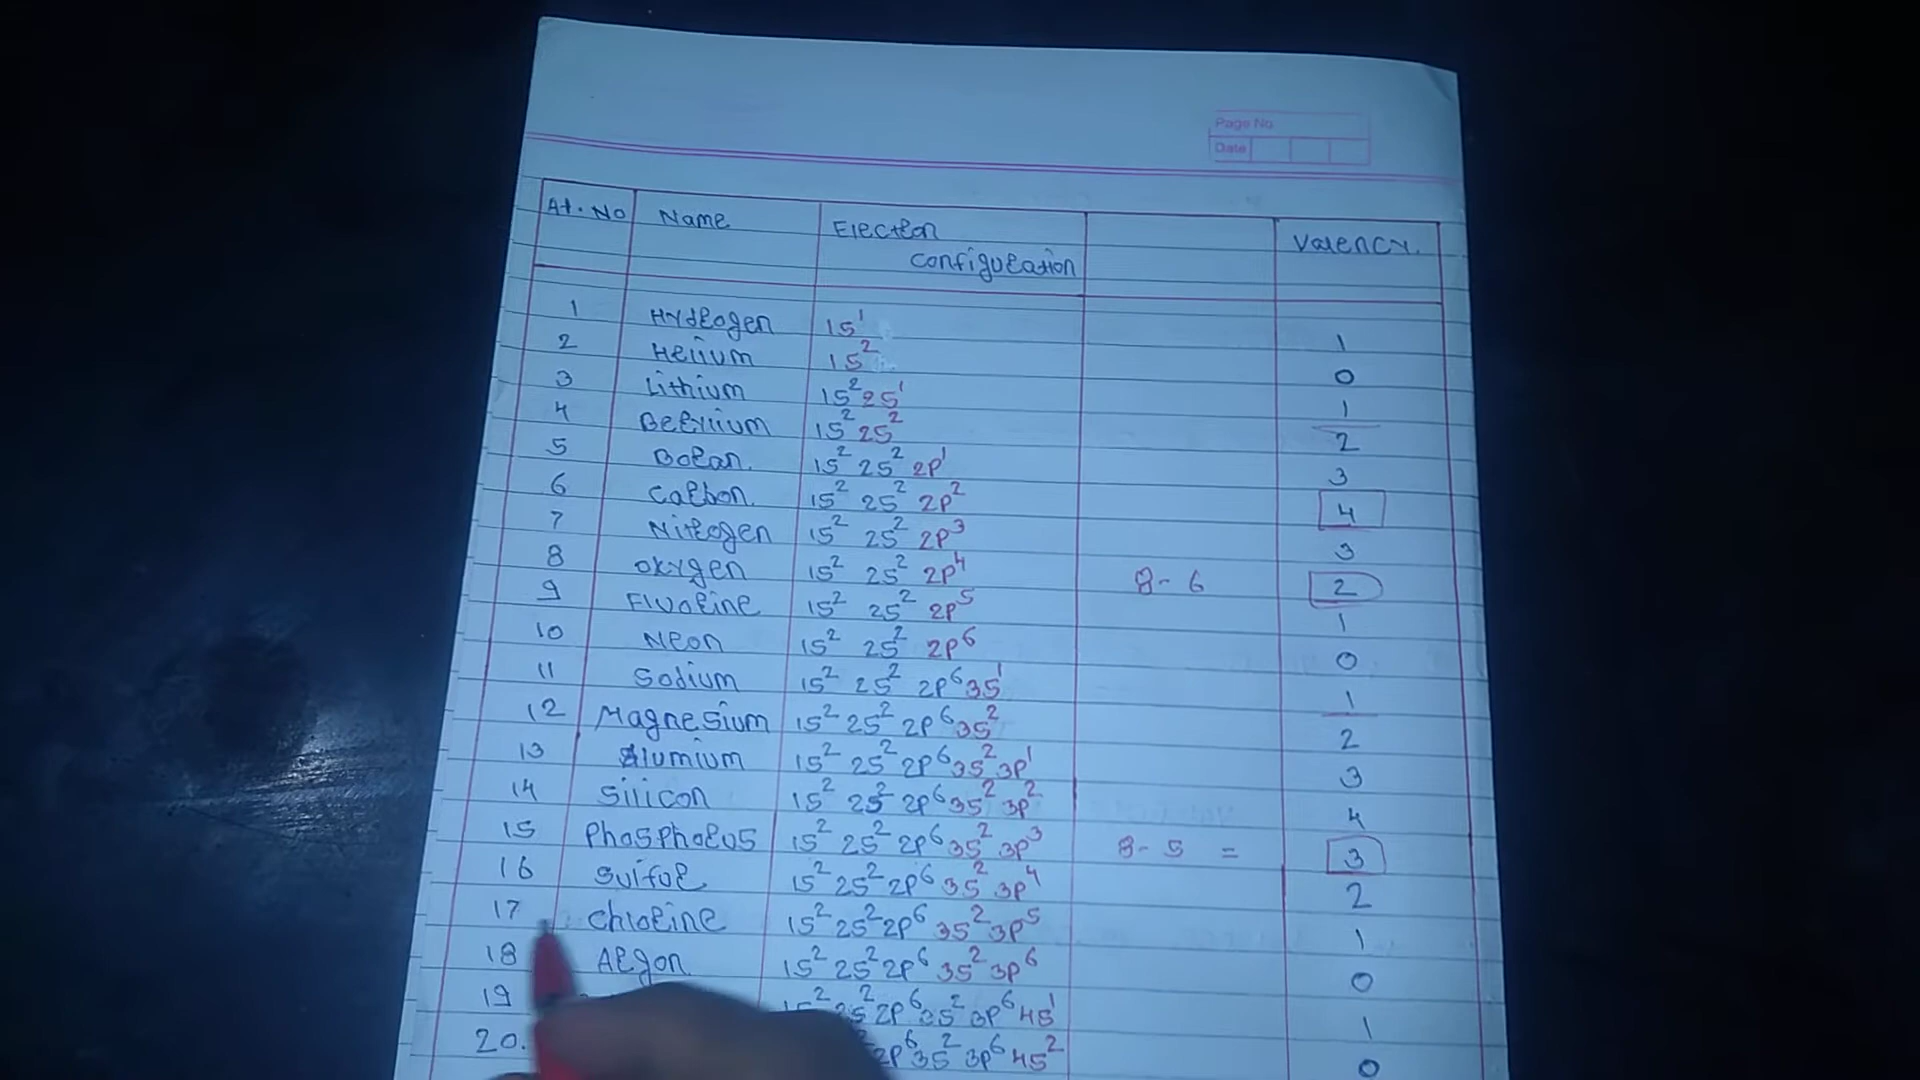 Page No
Date
At. No Name Electron Valency.
configuration
1 Hydrogen 1s¹ 1
2 Helium 1s² 0
3 Lithium 1s² 2s¹ 1
4 Berylium 1s² 2s² 2
5 Boran. 1s² 2s² 2p¹ 3
6 Carbon. 1s² 2s² 2p² 4
7 Nitrogen 1s² 2s² 2p³ 3
8 Oxygen 1s² 2s² 2p⁴ 8-6 2
9 Fluorine 1s² 2s² 2p⁵ 1
10 Neon 1s² 2s² 2p⁶ 0
11 Sodium 1s² 2s² 2p⁶ 3s¹ 1
12 Magnesium 1s² 2s² 2p⁶ 3s² 2
13 Alumium 1s² 2s² 2p⁶ 3s² 3p¹ 3
14 Silicon 1s² 2s² 2p⁶ 3s² 3p² 4
15 Phosphorus 1s² 2s² 2p⁶ 3s² 3p³ 8-5 = 3
16 Sulfor 1s² 2s² 2p⁶ 3s² 3p⁴ 2
17 Chlorine 1s² 2s² 2p⁶ 3s² 3p⁵ 1
18 Argon 1s² 2s² 2p⁶ 3s² 3p⁶ 0
19 1s² 2s² 2p⁶ 3s² 3p⁶ 4s¹ 1
20. 2p⁶ 3s² 3p⁶ 4s² 0